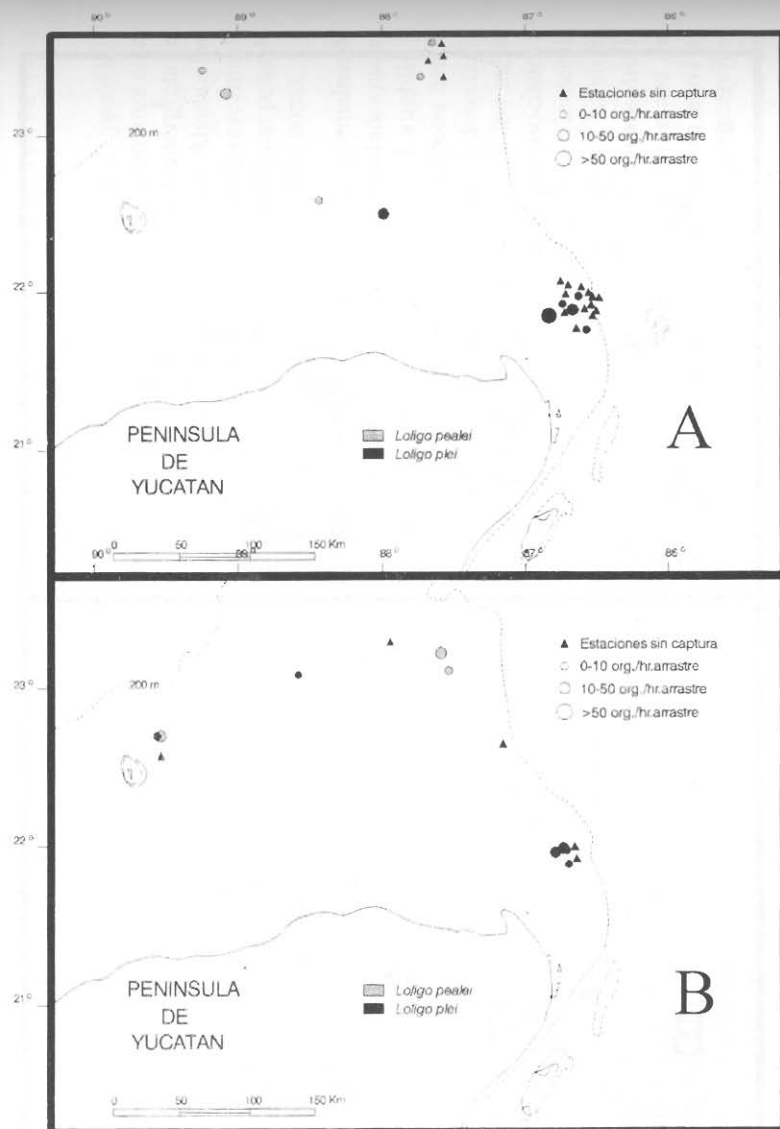 90° 89° 88° 87° 86°
▲ Estaciones sin captura
0-10 org./hr.arrastre
10-50 org./hr.arrastre
>50 org./hr.arrastre
23°
200 m
22°
21°
PENINSULA
DE
YUCATAN
Loligo pealei
Loligo plei
A
0 50 100 150 Km
90° 89° 88° 87° 86°
▲ Estaciones sin captura
0-10 org./hr.arrastre
10-50 org./hr.arrastre
>50 org./hr.arrastre
23°
200 m
22°
21°
PENINSULA
DE
YUCATAN
Loligo pealei
Loligo plei
B
0 50 100 150 Km